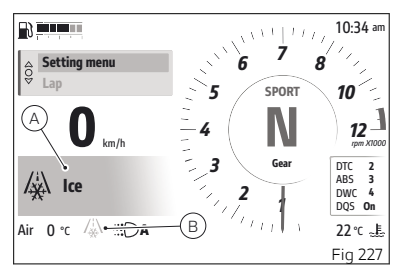 10:34 am
Setting menu
Lap
A
0 km/h
Ice
Air 0 °C
B
A
1
2
3
4
5
6
7
8
10
12
rpm X1000
SPORT
N
Gear
DTC 2
ABS 3
DWC 4
DQS On
22 °C
Fig 227